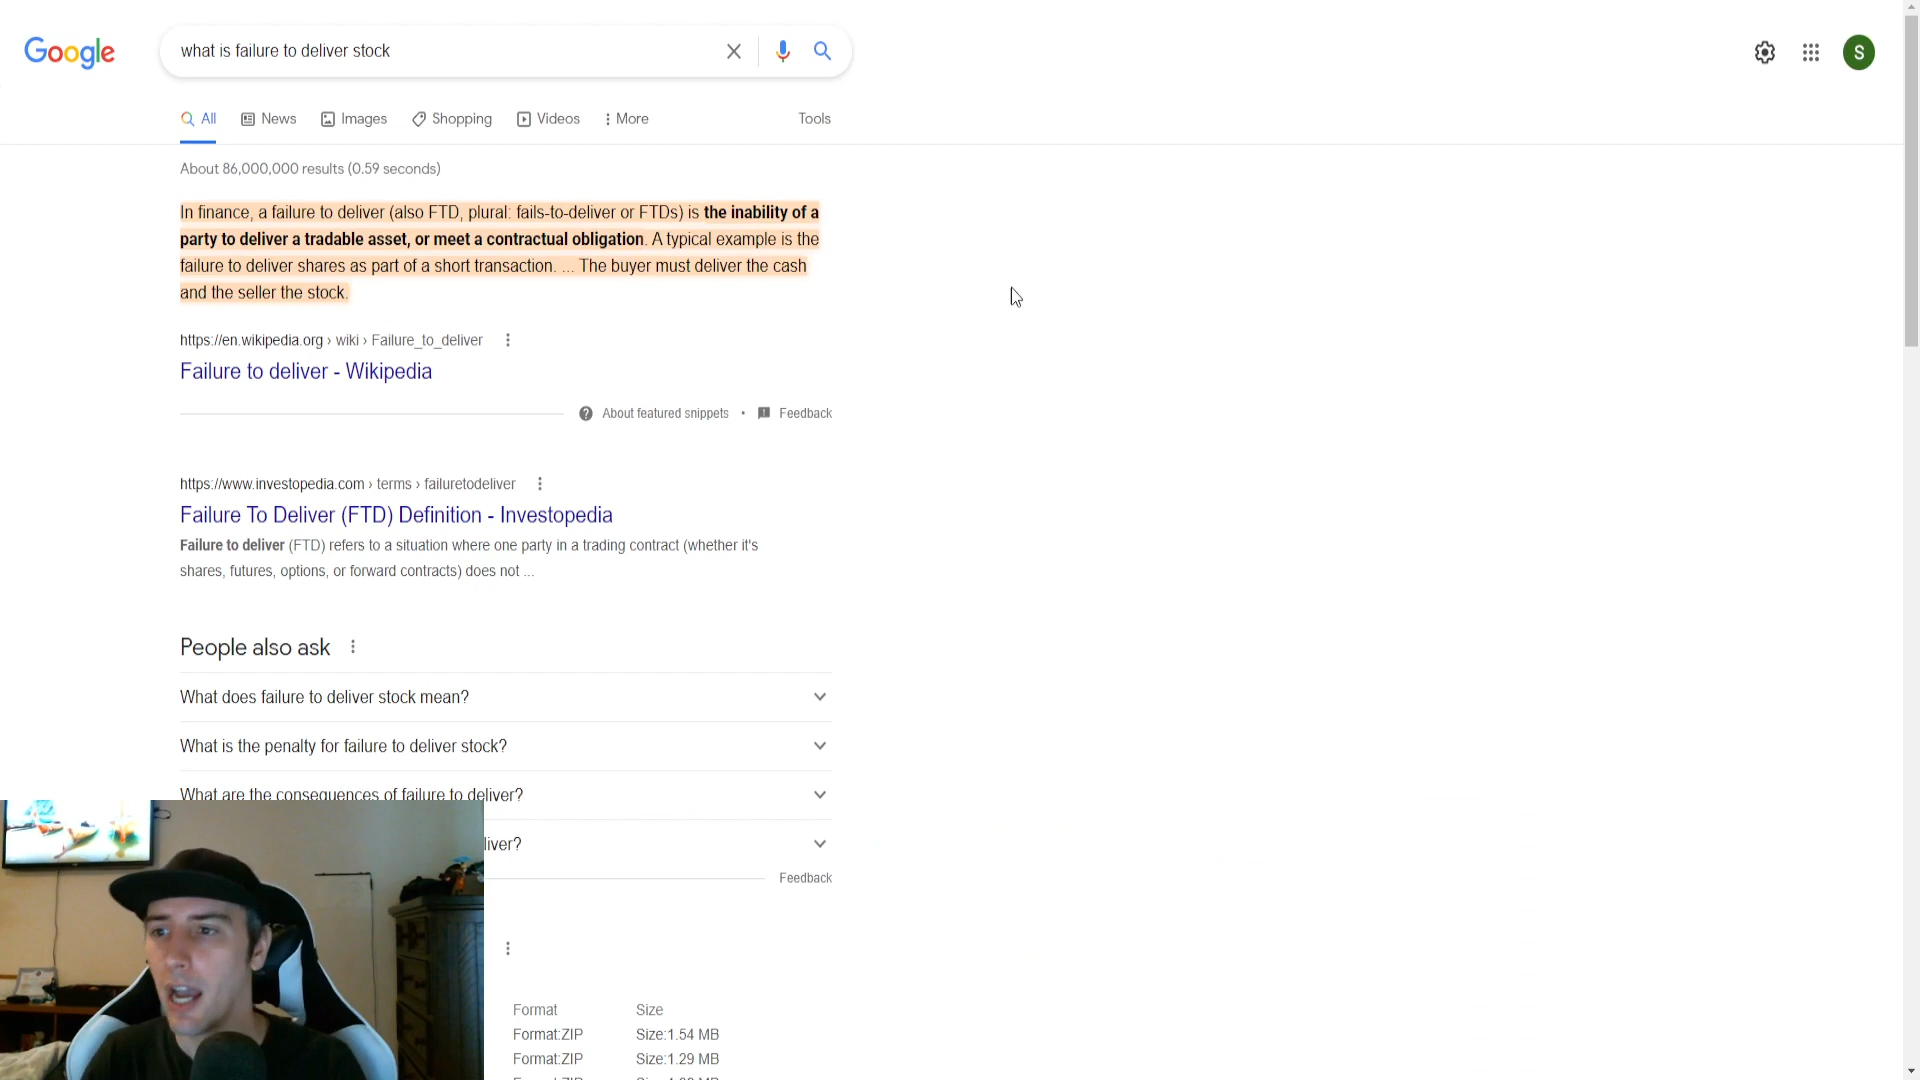 Google
what is failure to deliver stock
S
All
News
Images
Shopping
Videos
More
Tools
About 86,000,000 results (0.59 seconds)
In finance, a failure to deliver (also FTD, plural: fails-to-deliver or FTDs) is the inability of a
party to deliver a tradable asset, or meet a contractual obligation. A typical example is the
failure to deliver shares as part of a short transaction. ... The buyer must deliver the cash
and the seller the stock.
https://en.wikipedia.org › wiki › Failure_to_deliver
Failure to deliver - Wikipedia
About featured snippets • Feedback
https://www.investopedia.com › terms › failuretodeliver
Failure To Deliver (FTD) Definition - Investopedia
Failure to deliver (FTD) refers to a situation where one party in a trading contract (whether it's
shares, futures, options, or forward contracts) does not ...
People also ask
What does failure to deliver stock mean?
What is the penalty for failure to deliver stock?
What are the consequences of failure to deliver?
liver?
Feedback
Format Size
Format:ZIP Size:1.54 MB
Format:ZIP Size:1.29 MB